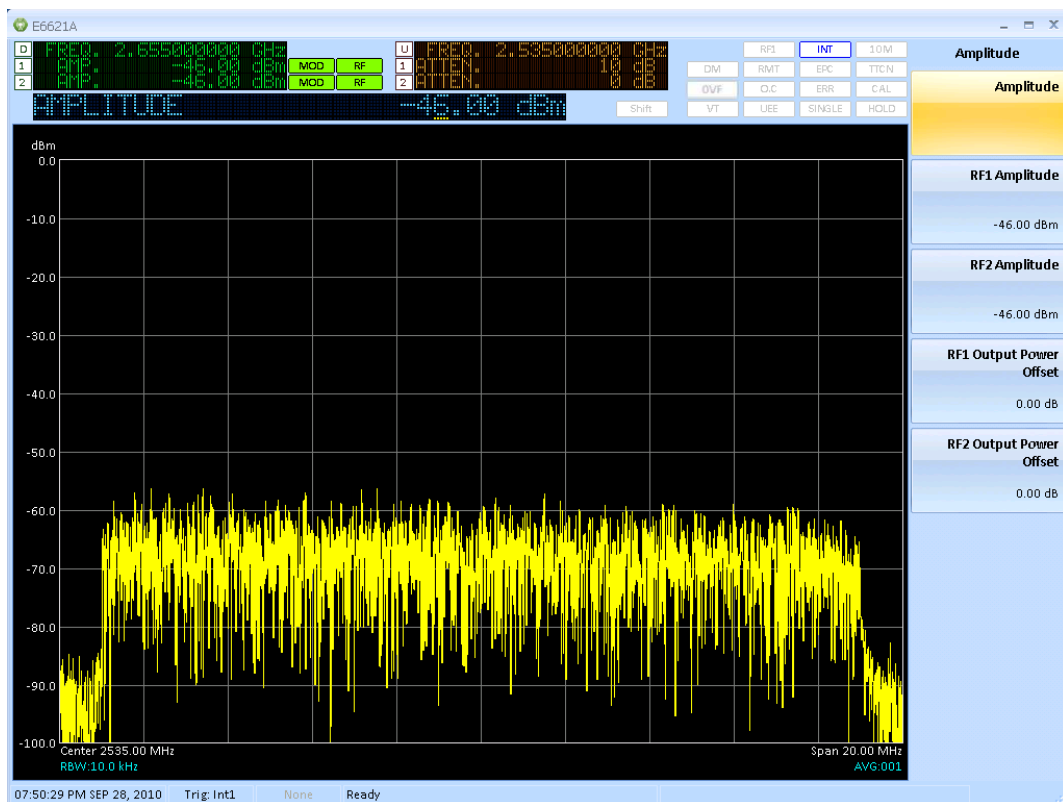 E6621A
D FREQ: 2.655000000 GHz
1 AMP: -46.00 dBm MOD RF
2 AMP: -46.00 dBm MOD RF
U FREQ: 2.535000000 GHz
1 ATTEN:
2 ATTEN: dB
AMPLITUDE -46.00 dBm
Shift
RF1 INT 10M
DM RMT EPC TTCN
OVF O.C ERR CAL
VT UEE SINGLE HOLD
Amplitude
Amplitude
RF1 Amplitude
-46.00 dBm
RF2 Amplitude
-46.00 dBm
RF1 Output Power
Offset
0.00 dB
RF2 Output Power
Offset
0.00 dB
dBm
0.0
-10.0
-20.0
-30.0
-40.0
-50.0
-60.0
-70.0
-80.0
-90.0
-100.0
Center 2535.00 MHz
Span 20.00 MHz
RBW:10.0 kHz
AVG:001
07:50:29 PM SEP 28, 2010 Trig: Int1 None Ready